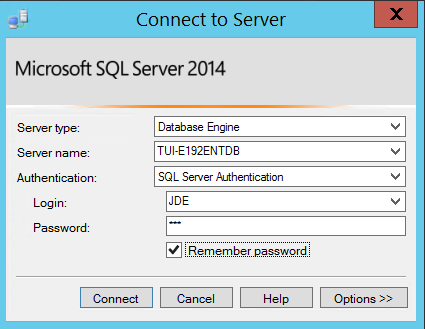 Connect to Server
X
Microsoft SQL Server 2014
Server type: Database Engine
Server name: TUI-E192ENTDB
Authentication: SQL Server Authentication
Login: JDE
Password: ***
Remember password
Connect Cancel Help Options >>